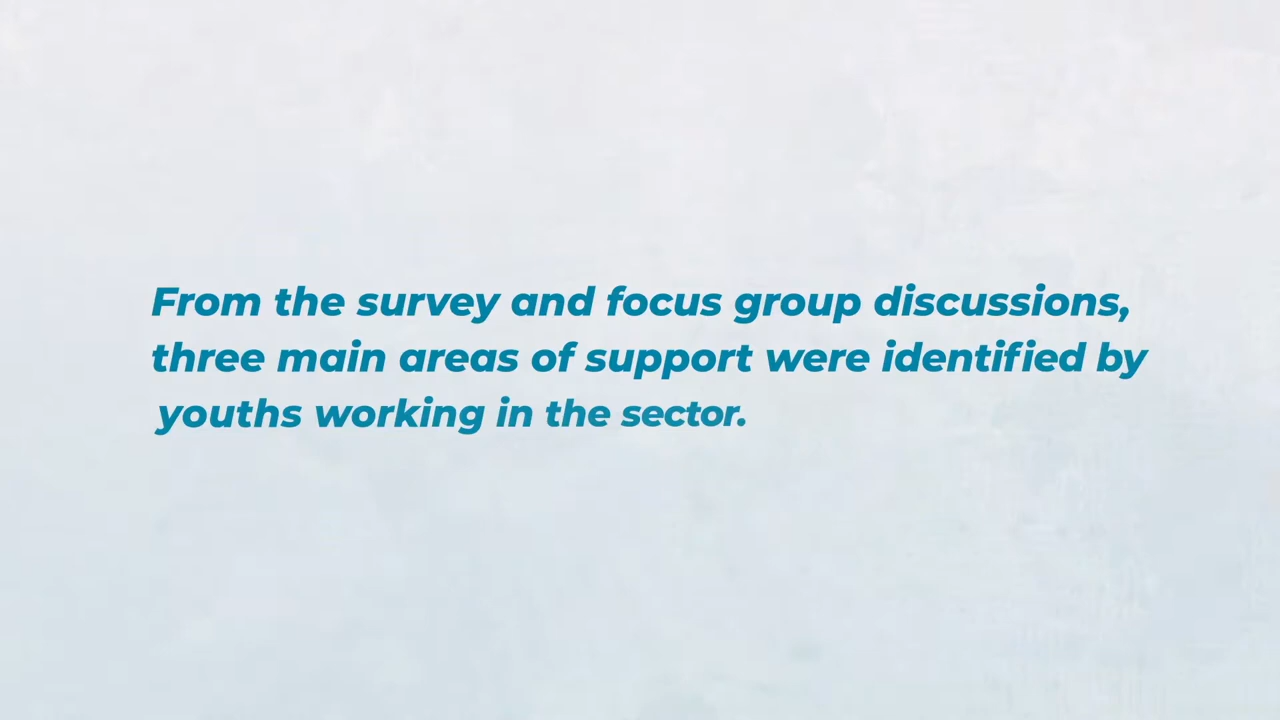 From the survey and focus group discussions,
three main areas of support were identified by
youths working in the sector.